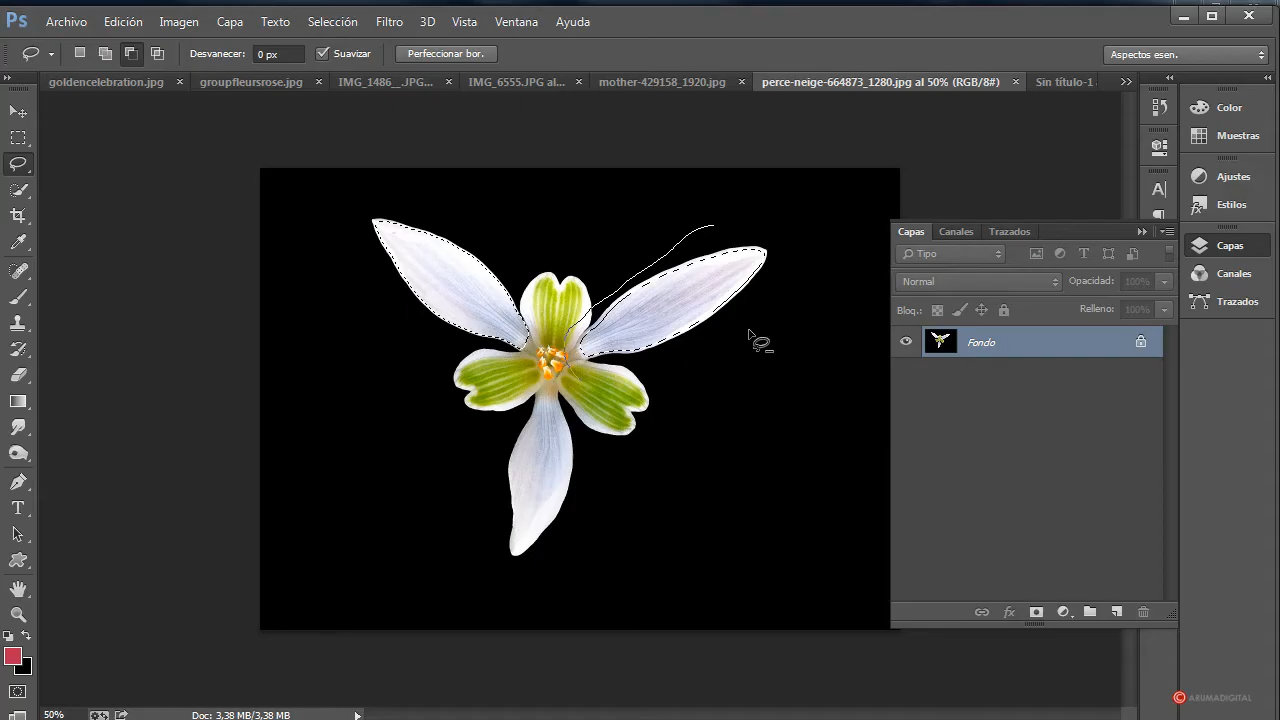 Ps Archivo Edición Imagen Capa Texto Selección Filtro 3D Vista Ventana Ayuda
Desvanecer: 0 px Suavizar Perfeccionar bor. Aspectos esen.
goldencelebration.jpg × groupfleursrose.jpg × IMG_1486__.JPG... × IMG_6555.JPG al... × mother-429158_1920.jpg × perce-neige-664873_1280.jpg al 50% (RGB/8#) × Sin título-1
Color
Muestras
Ajustes
Estilos
Capas
Canales
Trazados
Capas Canales Trazados
Tipo
Normal Opacidad: 100%
Bloq.: Relleno: 100%
Fondo
fx
50% Doc: 3,38 MB/3,38 MB
© ARUMADIGITAL